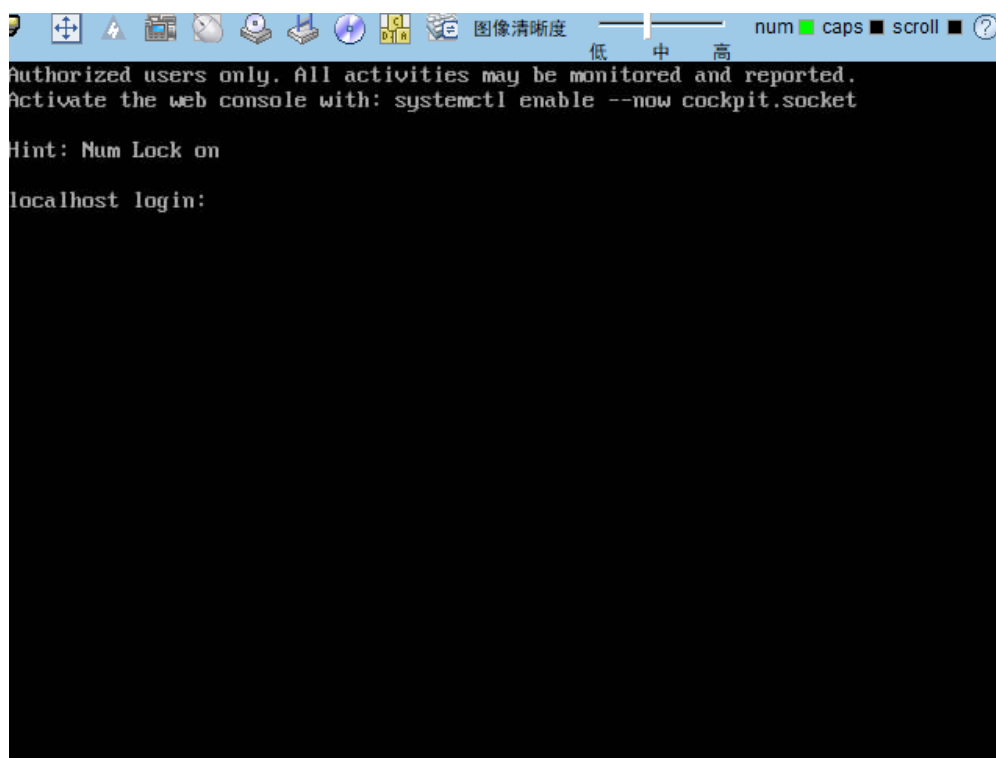 图像清晰度 num caps scroll ?
低 中 高
Authorized users only. All activities may be monitored and reported.
Activate the web console with: systemctl enable --now cockpit.socket
Hint: Num Lock on
localhost login: